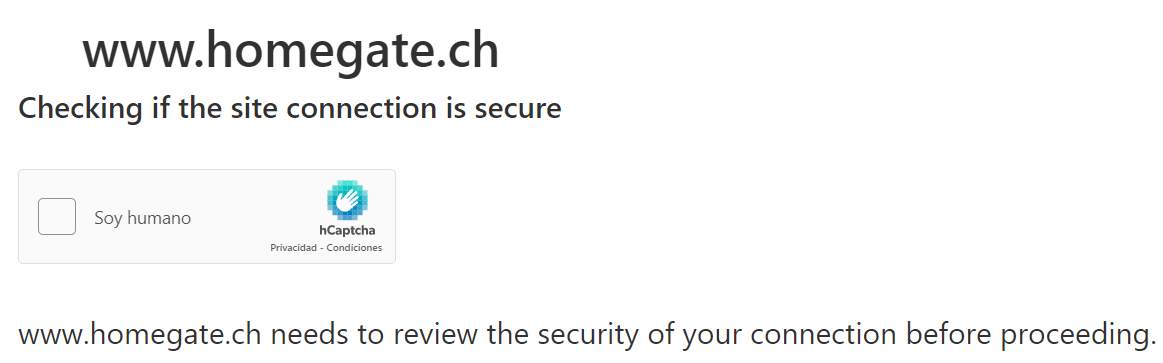 www.homegate.ch
Checking if the site connection is secure
Soy humano
hCaptcha
Privacidad - Condiciones
www.homegate.ch needs to review the security of your connection before proceeding.